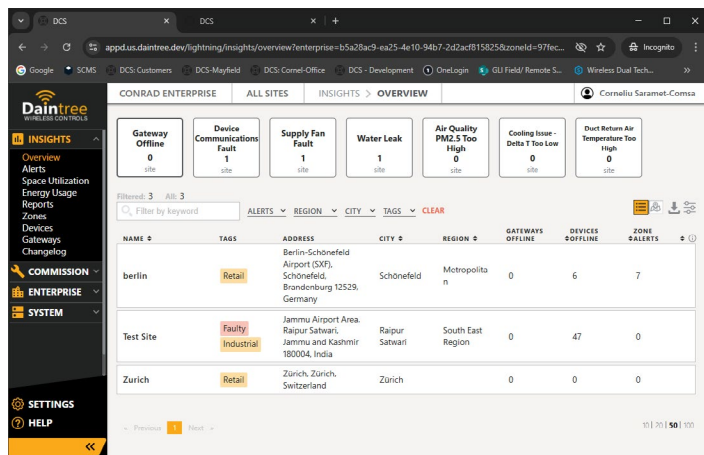 DCS
DCS
appd.us.daintree.dev/lightning/insights/overview?enterprise=b5a28ac9-ea25-4e10-94b7-2d2acf815825&zoneId=97fec...
Incognito
Google
SCMS
DCS: Customers
DCS-Mayfield
DCS: Cornel-Office
DCS - Development
OneLogin
GLI Field/ Remote S...
Wireless Dual Tech...
Daintree
WIRELESS CONTROLS
CONRAD ENTERPRISE
ALL SITES
INSIGHTS > OVERVIEW
Corneliu Saramet-Comsa
INSIGHTS
Overview
Alerts
Space Utilization
Energy Usage
Reports
Zones
Devices
Gateways
Changelog
COMMISSION
ENTERPRISE
SYSTEM
SETTINGS
HELP
Gateway
Offline
0
site
Device
Communications
Fault
1
site
Supply Fan
Fault
1
site
Water Leak
1
site
Air Quality
PM2.5 Too
High
0
site
Cooling Issue -
Delta T Too Low
0
site
Duct Return Air
Temperature Too
High
0
site
Filtered: 3 All: 3
Filter by keyword
ALERTS REGION CITY TAGS CLEAR
NAME TAGS ADDRESS CITY REGION GATEWAYS OFFLINE DEVICES OFFLINE ZONE ALERTS
berlin
Retail
Berlin-Schönefeld
Airport (SXF),
Schönefeld,
Brandenburg 12529,
Germany
Schönefeld
Metropolita
n
0
6
7
Test Site
Faulty
Industrial
Jammu Airport Area.
Raipur Satwari,
Jammu and Kashmir
180004, India
Raipur
Satwari
South East
Region
0
47
0
Zurich
Retail
Zürich, Zürich,
Switzerland
Zürich
0
0
0
Previous 1 Next
10 | 20 | 50 | 100